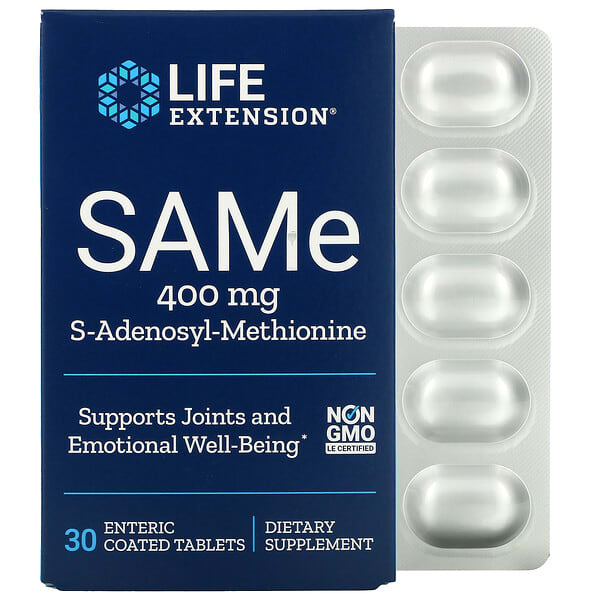 LIFE
EXTENSION®
SAMe
400 mg
S-Adenosyl-Methionine
Supports Joints and
Emotional Well-Being*
NON
GMO
LE CERTIFIED
30 ENTERIC COATED TABLETS
DIETARY SUPPLEMENT